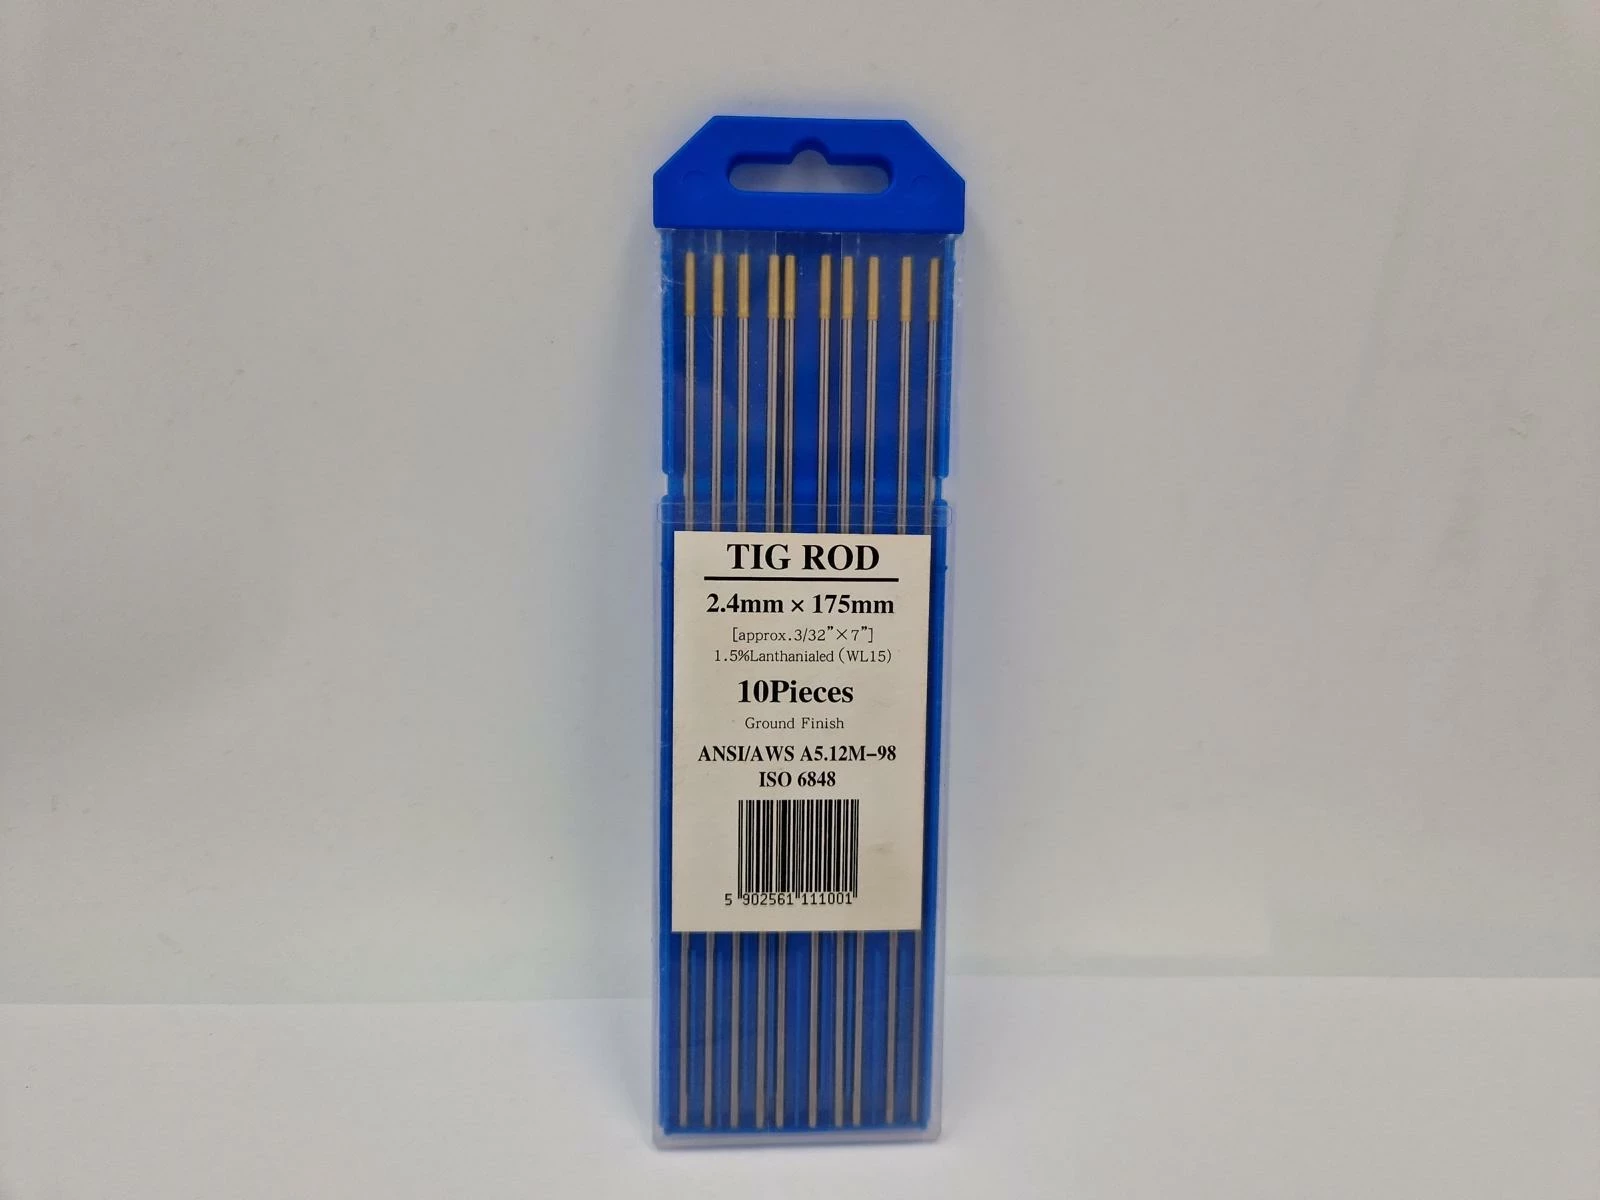 TIG ROD
2.4mm × 175mm
[approx.3/32”×7”]
1.5%Lanthanialed (WL15)
10Pieces
Ground Finish
ANSI/AWS A5.12M-98
ISO 6848
5 902561 111001